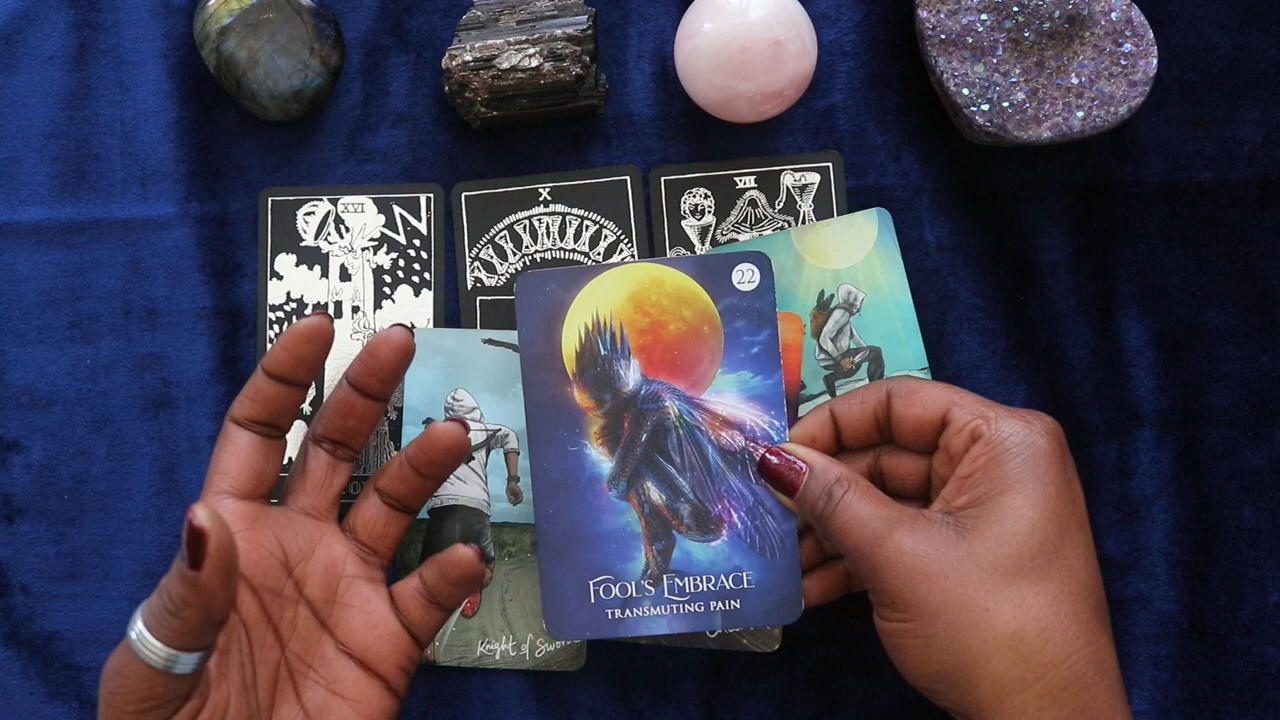 XVI
X
VII
22
FOOL'S EMBRACE
TRANSMUTING PAIN
Knight of Swords